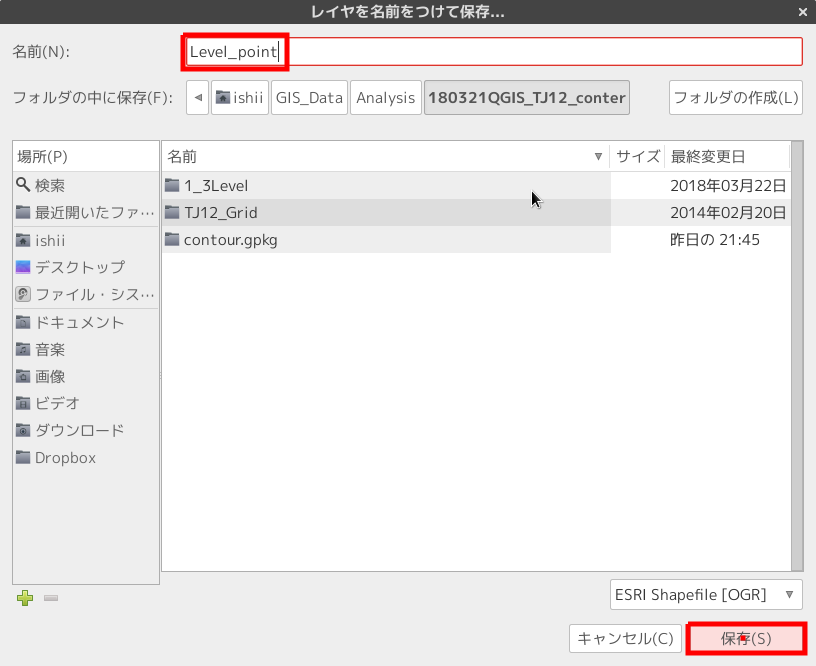 レイヤを名前をつけて保存...
名前(N):
Level_point
フォルダの中に保存(F):
ishii
GIS_Data
Analysis
180321QGIS_TJ12_conter
フォルダの作成(L)
場所(P)
名前
サイズ
最終変更日
検索
1_3Level
2018年03月22日
最近開いたファ…
TJ12_Grid
2014年02月20日
ishii
contour.gpkg
昨日の 21:45
デスクトップ
ファイル・シス…
ドキュメント
音楽
画像
ビデオ
ダウンロード
Dropbox
ESRI Shapefile [OGR]
キャンセル(C)
保存(S)